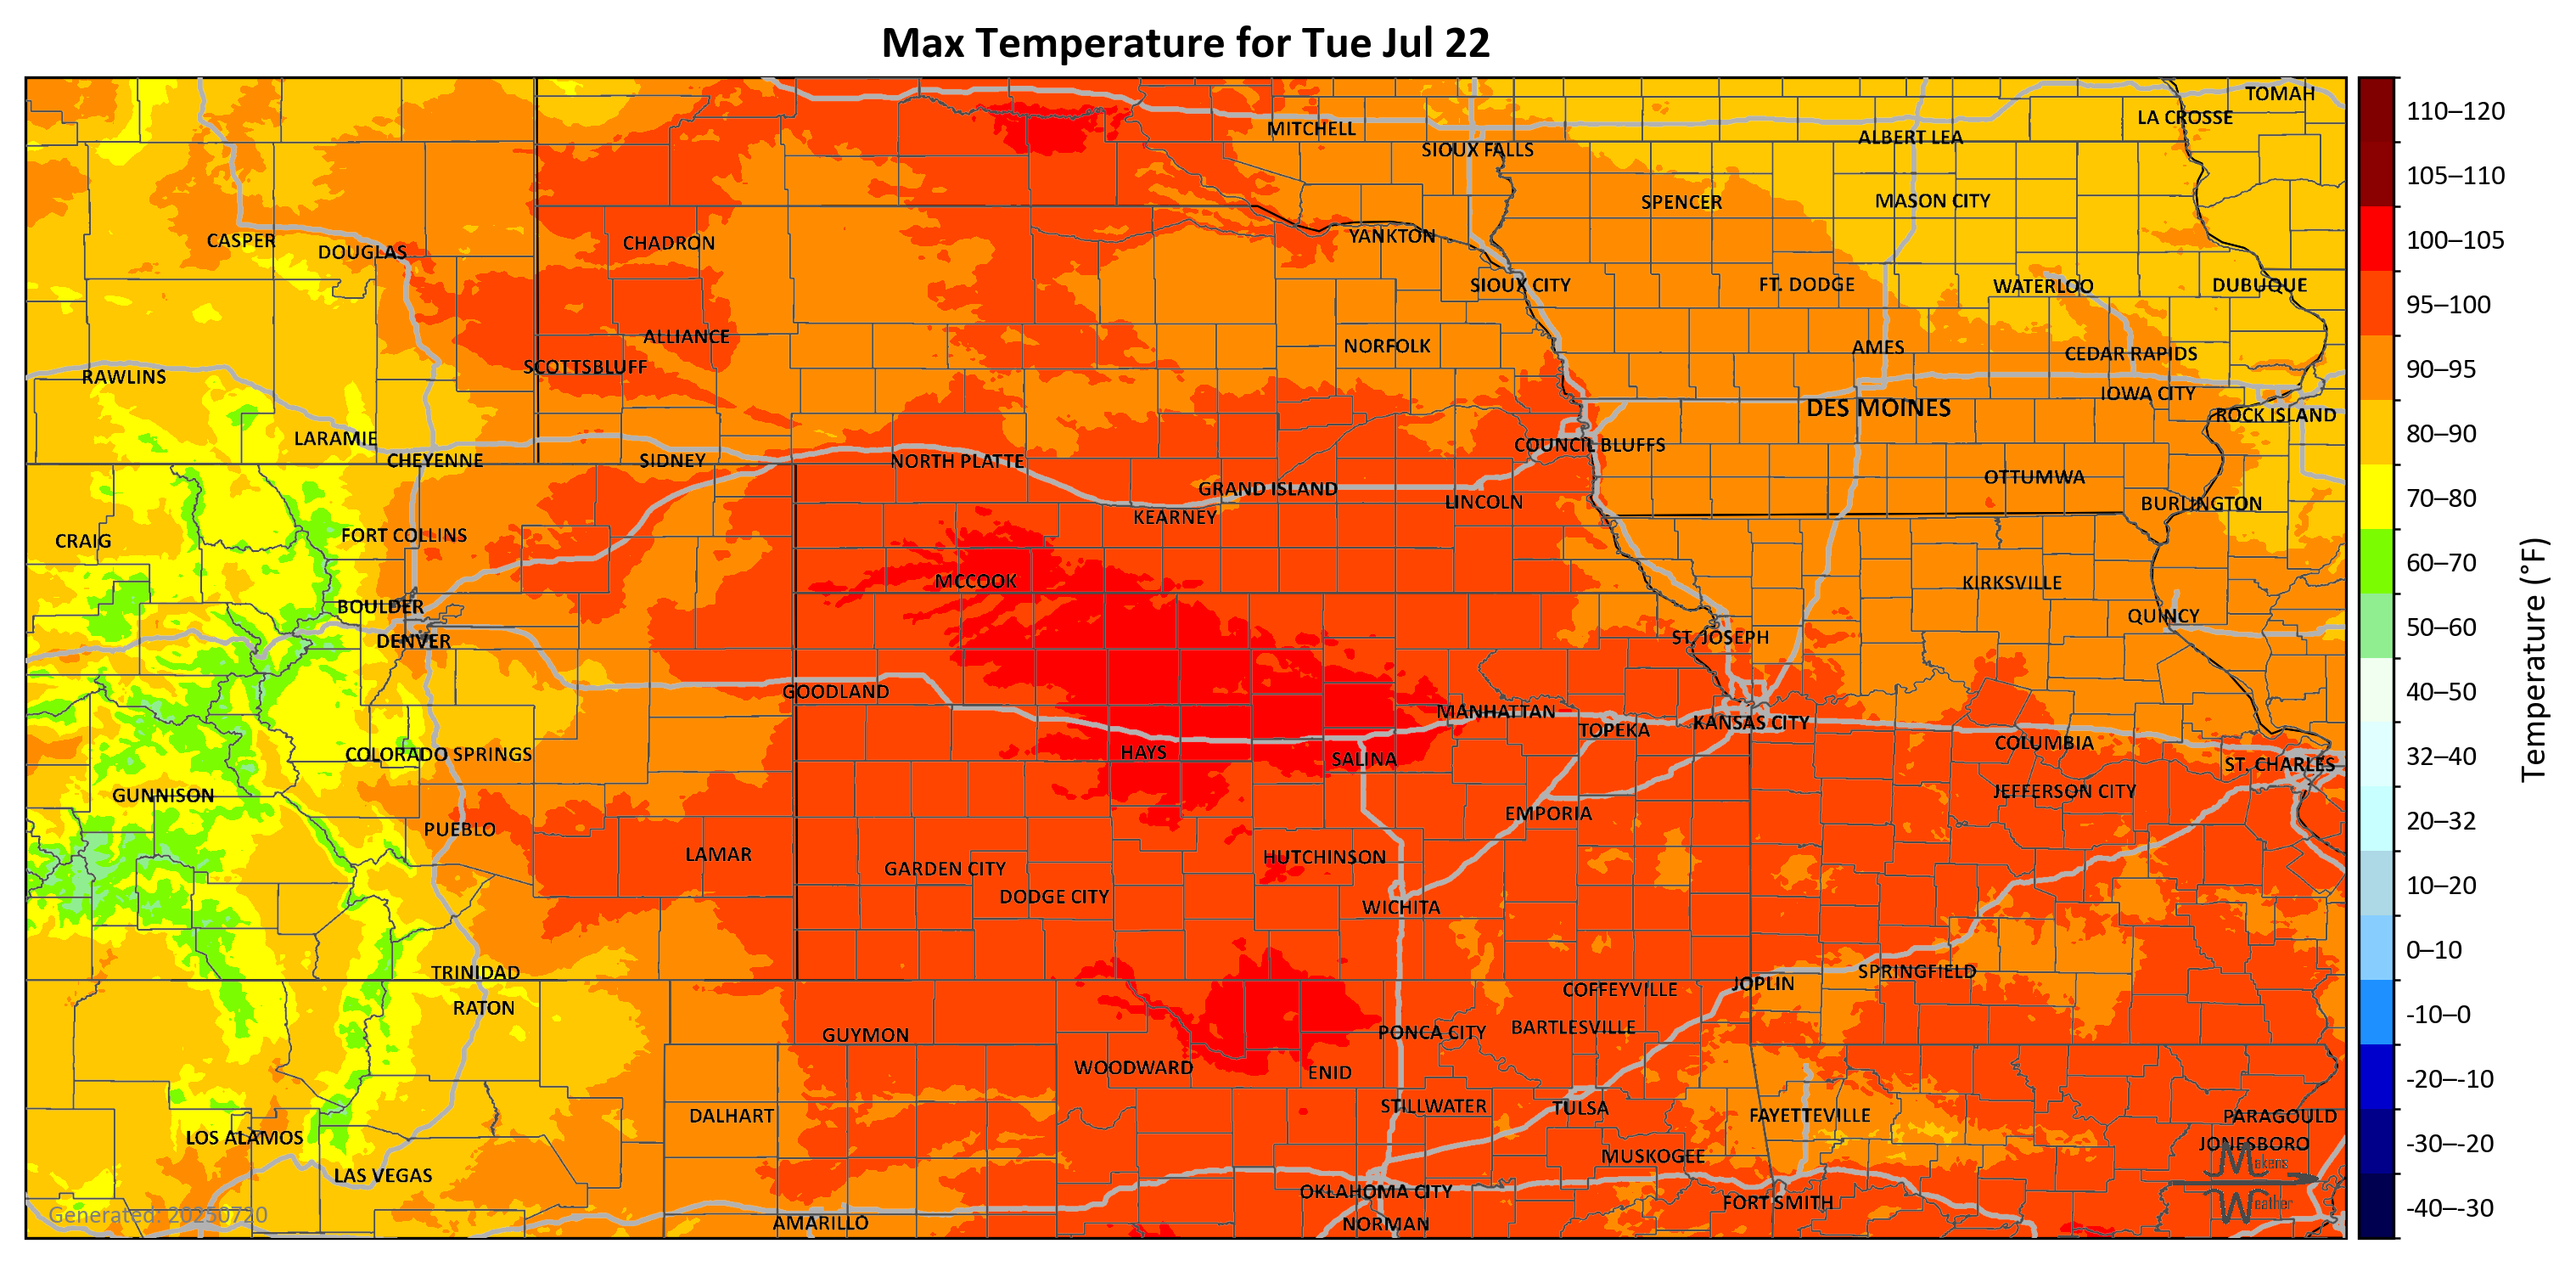 Max Temperature for Tue Jul 22
TOMAH
LA CROSSE
MITCHELL
ALBERT LEA
SIOUX FALLS
SPENCER
MASON CITY
CASPER
DOUGLAS
CHADRON
YANKTON
SIOUX CITY
FT. DODGE
WATERLOO
DUBUQUE
ALLIANCE
NORFOLK
AMES
CEDAR RAPIDS
SCOTTSBLUFF
RAWLINS
IOWA CITY
DES MOINES
ROCK ISLAND
LARAMIE
COUNCIL BLUFFS
CHEYENNE
SIDNEY
NORTH PLATTE
OTTUMWA
GRAND ISLAND
LINCOLN
BURLINGTON
KEARNEY
CRAIG
FORT COLLINS
MCCOOK
KIRKSVILLE
BOULDER
QUINCY
DENVER
ST. JOSEPH
GOODLAND
MANHATTAN
KANSAS CITY
TOPEKA
COLUMBIA
COLORADO SPRINGS
HAYS
SALINA
ST. CHARLES
GUNNISON
JEFFERSON CITY
EMPORIA
PUEBLO
LAMAR
HUTCHINSON
GARDEN CITY
DODGE CITY
WICHITA
TRINIDAD
SPRINGFIELD
JOPLIN
COFFEYVILLE
RATON
BARTLESVILLE
PONCA CITY
GUYMON
WOODWARD
ENID
STILLWATER
TULSA
DALHART
FAYETTEVILLE
PARAGOULD
LOS ALAMOS
JONESBORO
MUSKOGEE
LAS VEGAS
OKLAHOMA CITY
FORT SMITH
AMARILLO
NORMAN
Generated: 20250720
Makens
Weather
110–120
105–110
100–105
95–100
90–95
80–90
70–80
60–70
50–60
40–50
32–40
20–32
10–20
0–10
-10–0
-20–-10
-30–-20
-40–-30
Temperature (°F)